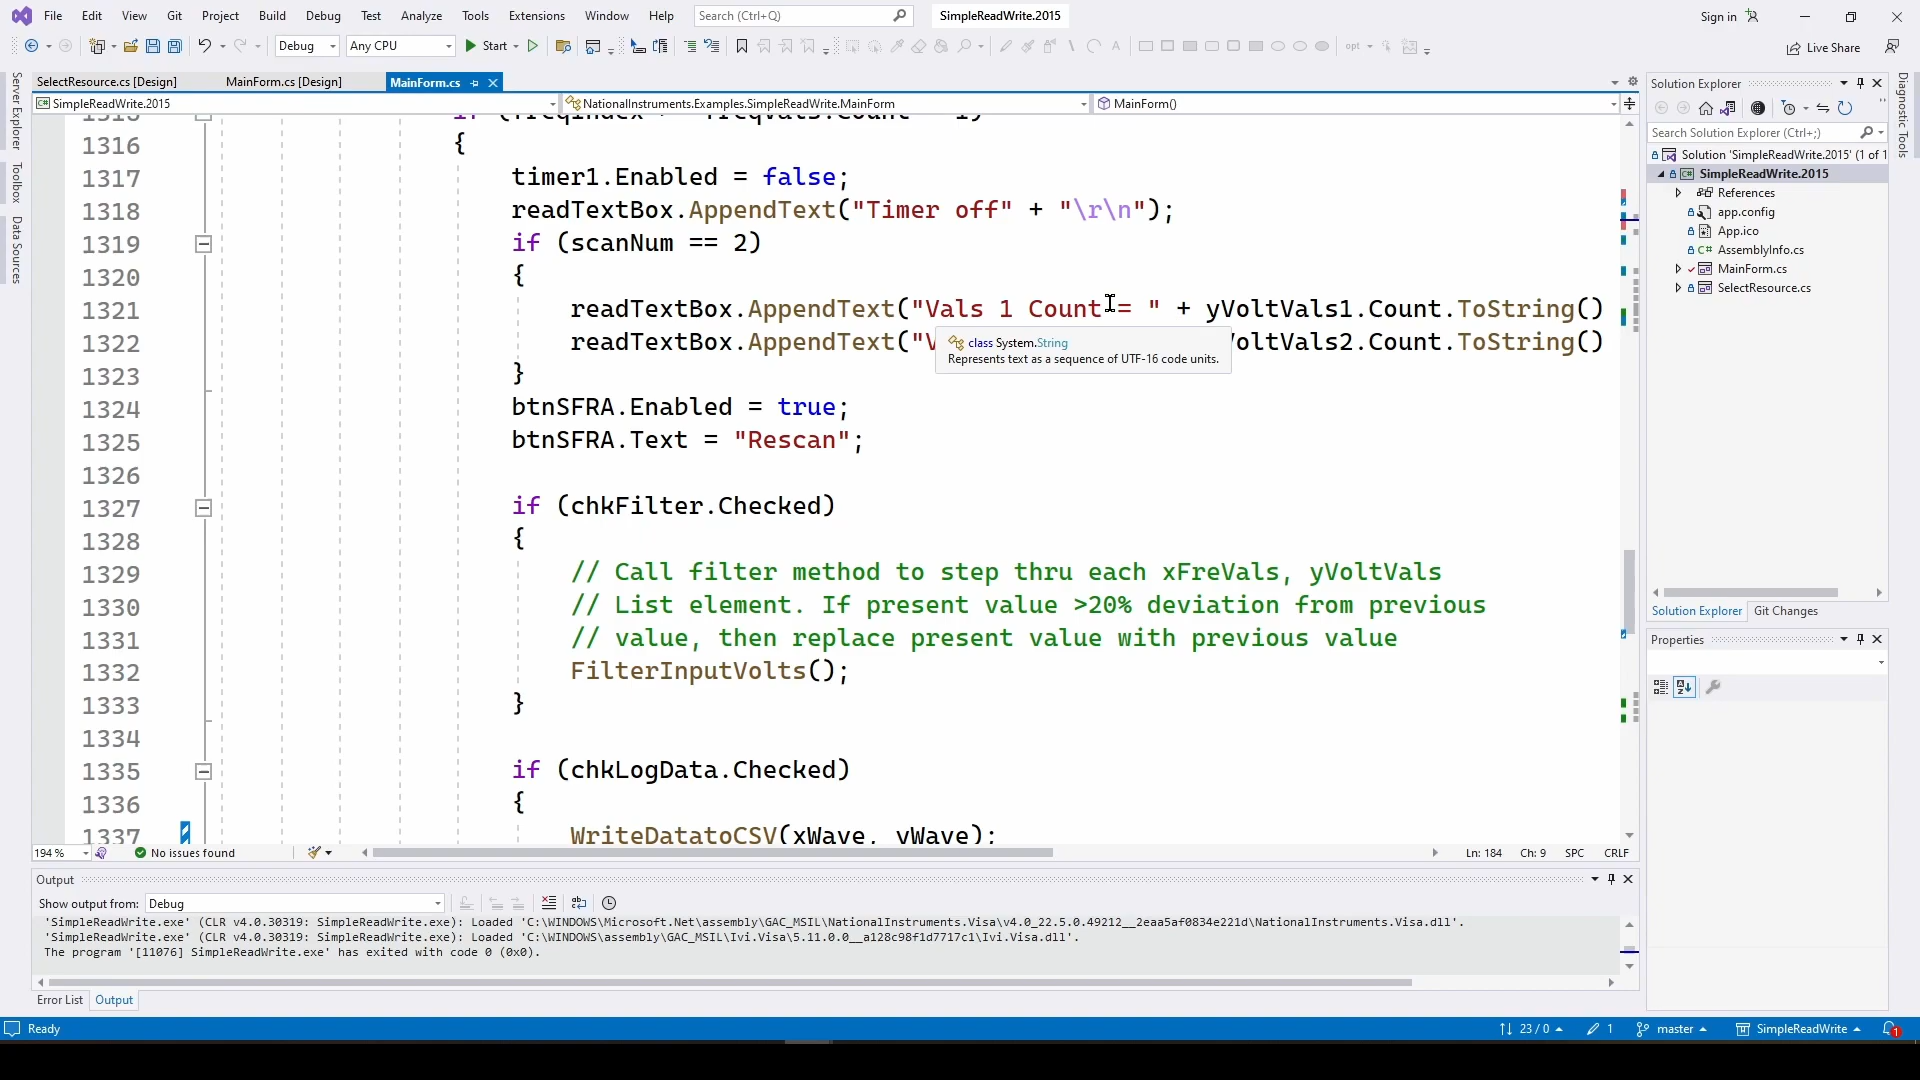 File Edit View Git Project Build Debug Test Analyze Tools Extensions Window Help Search (Ctrl+Q) SimpleReadWrite.2015 Sign in
Debug Any CPU Start opt Live Share
SelectResource.cs [Design] MainForm.cs [Design] MainForm.cs
SimpleReadWrite.2015 NationalInstruments.Examples.SimpleReadWrite.MainForm MainForm()
1316 {
1317 timer1.Enabled = false;
1318 readTextBox.AppendText("Timer off" + "\r\n");
1319 if (scanNum == 2)
1320 {
1321 readTextBox.AppendText("Vals 1 Count = " + yVoltVals1.Count.ToString()
1322 readTextBox.AppendText("V VoltVals2.Count.ToString()
class System.String
Represents text as a sequence of UTF-16 code units.
1323 }
1324 btnSFRA.Enabled = true;
1325 btnSFRA.Text = "Rescan";
1326
1327 if (chkFilter.Checked)
1328 {
1329 // Call filter method to step thru each xFreVals, yVoltVals
1330 // List element. If present value >20% deviation from previous
1331 // value, then replace present value with previous value
1332 FilterInputVolts();
1333 }
1334
1335 if (chkLogData.Checked)
1336 {
1337 WriteDatatoCSV(xWave, yWave);
194 % No issues found Ln: 184 Ch: 9 SPC CRLF
Output
Show output from: Debug
'SimpleReadWrite.exe' (CLR v4.0.30319: SimpleReadWrite.exe): Loaded 'C:\WINDOWS\Microsoft.Net\assembly\GAC_MSIL\NationalInstruments.Visa\v4.0_22.5.0.49212__2eaa5af0834e221d\NationalInstruments.Visa.dll'.
'SimpleReadWrite.exe' (CLR v4.0.30319: SimpleReadWrite.exe): Loaded 'C:\WINDOWS\assembly\GAC_MSIL\Ivi.Visa\5.11.0.0__a128c98f1d7717c1\Ivi.Visa.dll'.
The program '[11076] SimpleReadWrite.exe' has exited with code 0 (0x0).
Error List Output
Ready 23 / 0 1 master SimpleReadWrite 1
Server Explorer
Toolbox
Data Sources
Solution Explorer
Search Solution Explorer (Ctrl+;)
Solution 'SimpleReadWrite.2015' (1 of 1
SimpleReadWrite.2015
References
app.config
App.ico
AssemblyInfo.cs
MainForm.cs
SelectResource.cs
Solution Explorer Git Changes
Properties
Diagnostic Tools